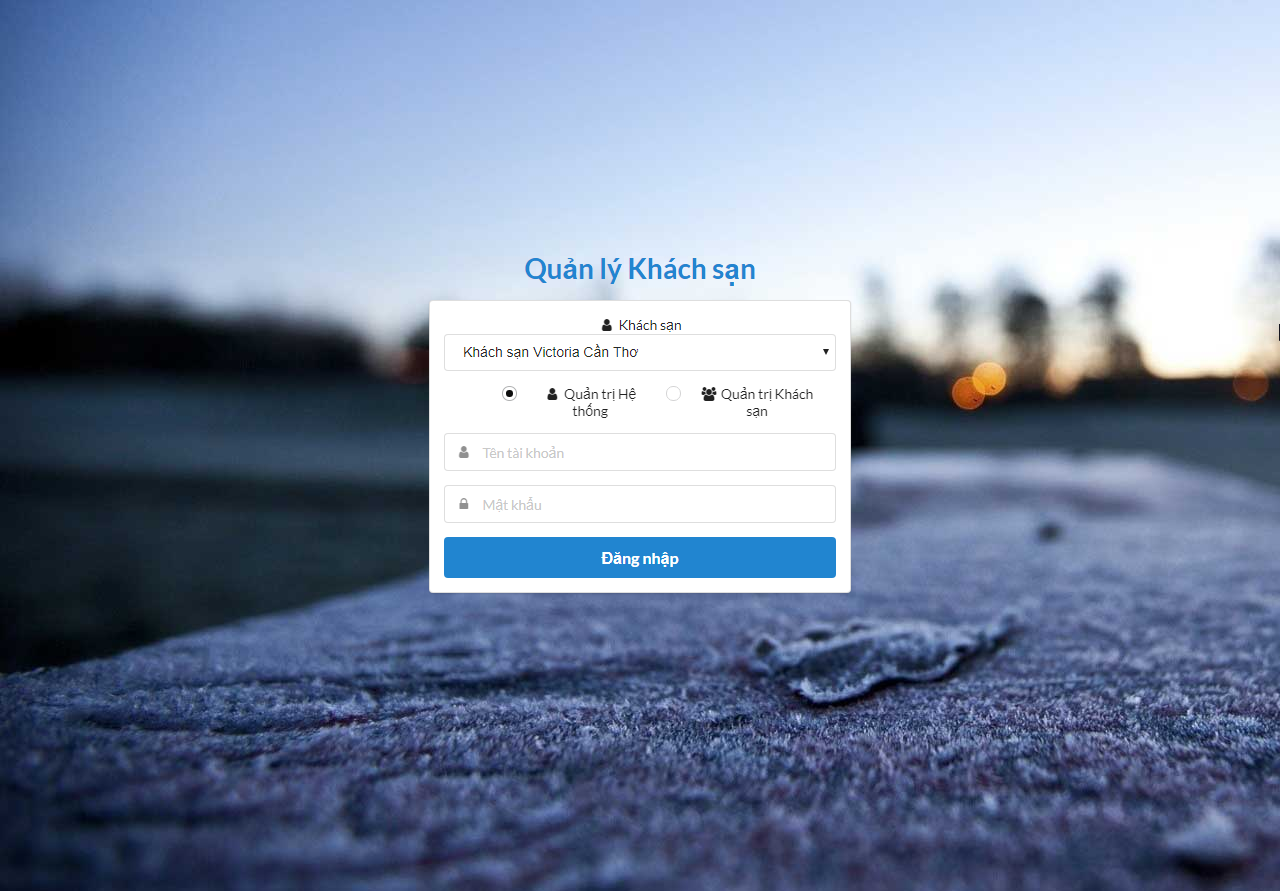 Quản lý Khách sạn
Khách sạn
Khách sạn Victoria Cần Thơ
Quản trị Hệ thống
Quản trị Khách sạn
Tên tài khoản
Mật khẩu
Đăng nhập